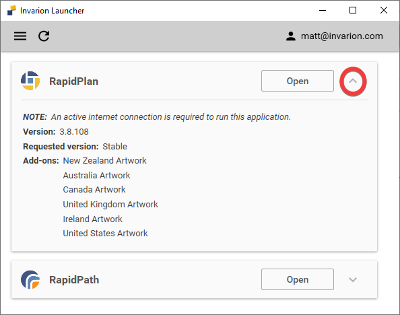 Invarion Launcher
matt@invarion.com
RapidPlan
Open
NOTE: An active internet connection is required to run this application.
Version: 3.8.108
Requested version: Stable
Add-ons: New Zealand Artwork
Australia Artwork
Canada Artwork
United Kingdom Artwork
Ireland Artwork
United States Artwork
RapidPath
Open